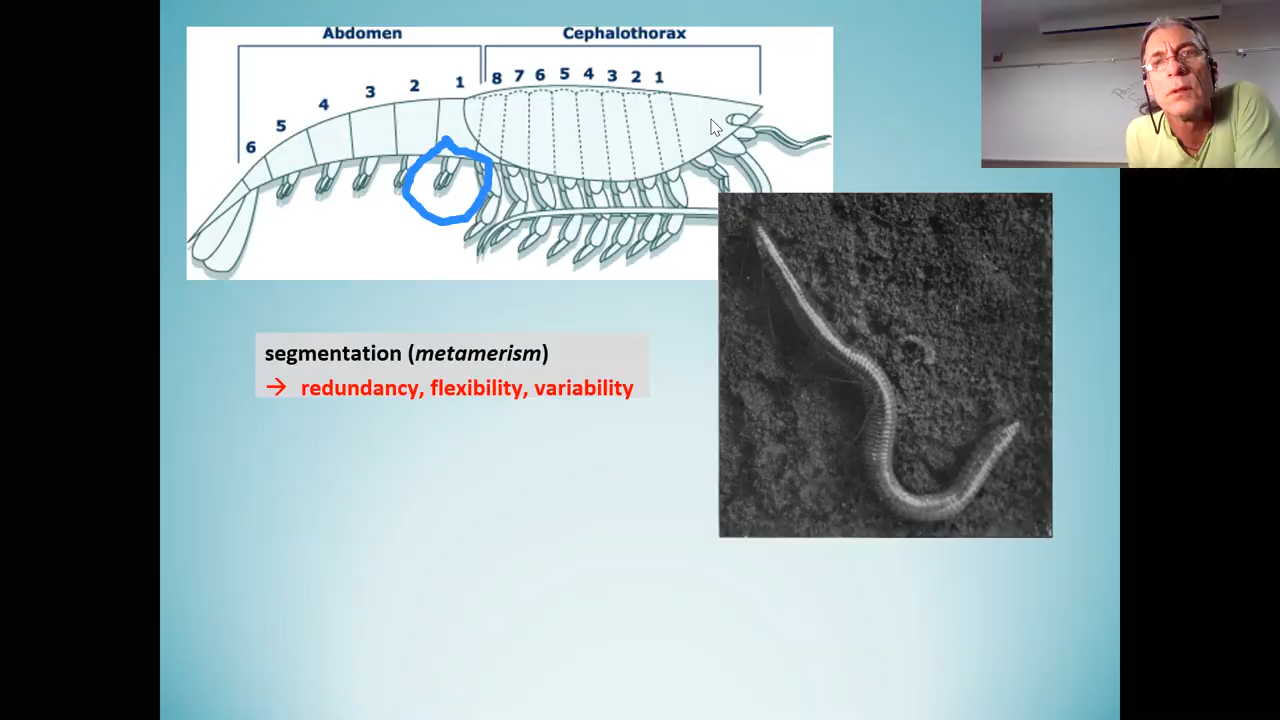 Abdomen
Cephalothorax
6 5 4 3 2 1 8 7 6 5 4 3 2 1
segmentation (metamerism)
→ redundancy, flexibility, variability